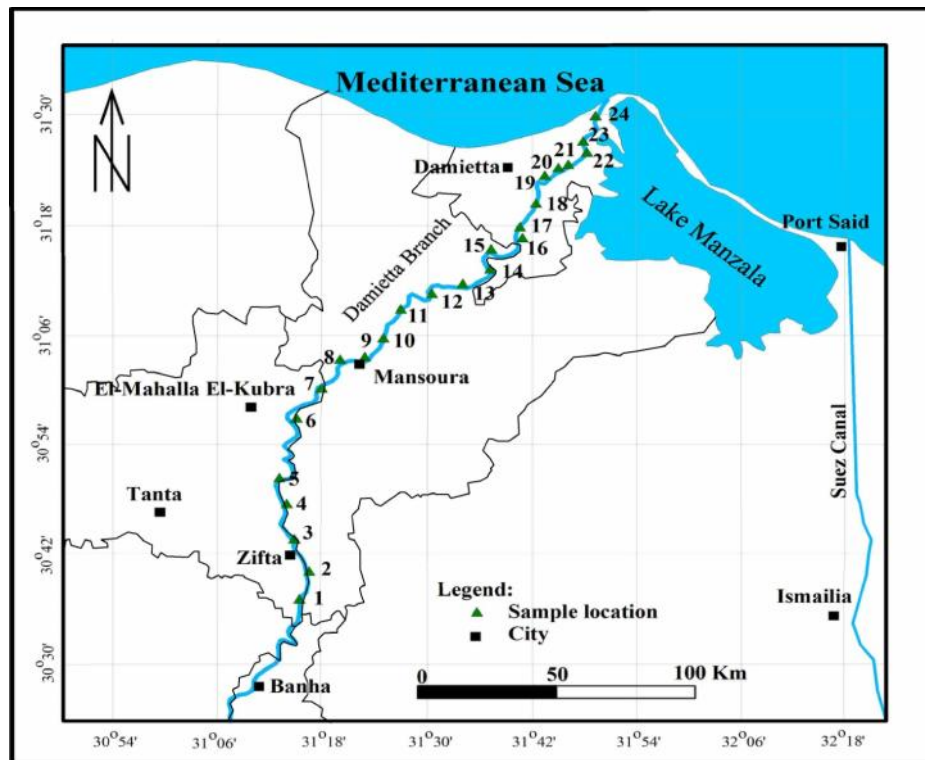 Mediterranean Sea
31°30'
24
23
21
22
20
Damietta
19
18
31°18'
Lake Manzala
Port Said
17
16
15
Damietta Branch
14
13
12
11
31°06'
10
9
8
Mansoura
7
El-Mahalla El-Kubra
6
30°54'
Suez Canal
5
Tanta
4
3
Zifta
30°42'
2
Legend:
Ismailia
1
Sample location
City
30°30'
0 50 100 Km
Banha
N
30°54' 31°06' 31°18' 31°30' 31°42' 31°54' 32°06' 32°18'